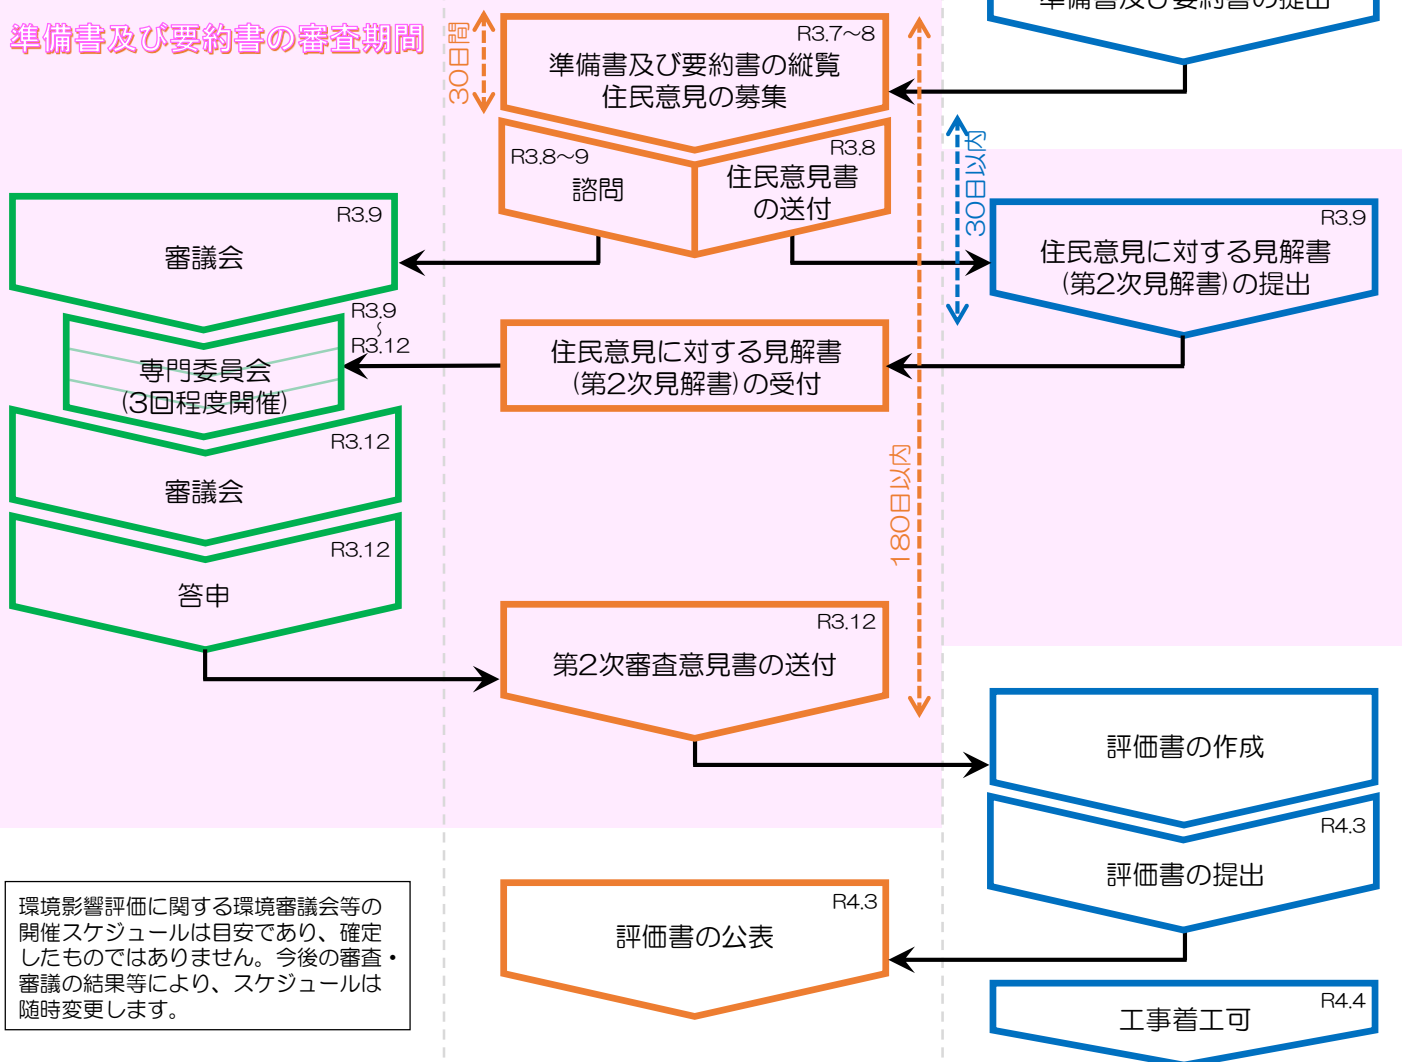 準備書及び要約書の提出
準備書及び要約書の審査期間
30日間
R3.7～8
準備書及び要約書の縦覧
住民意見の募集
R3.8～9
諮問
R3.8
住民意見書
の送付
30日以内
R3.9
審議会
R3.9
住民意見に対する見解書
(第2次見解書)の提出
R3.9
～
R3.12
専門委員会
(3回程度開催)
住民意見に対する見解書
(第2次見解書)の受付
R3.12
審議会
180日以内
R3.12
答申
R3.12
第2次審査意見書の送付
評価書の作成
R4.3
評価書の提出
R4.3
評価書の公表
環境影響評価に関する環境審議会等の
開催スケジュールは目安であり、確定
したものではありません。今後の審査・
審議の結果等により、スケジュールは
随時変更します。
R4.4
工事着工可